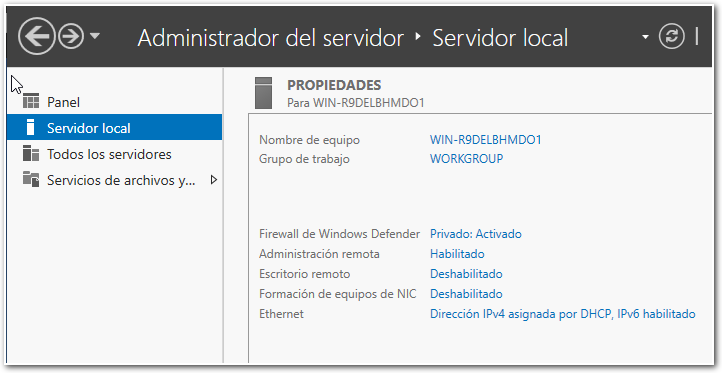 Administrador del servidor ‣ Servidor local
Panel
Servidor local
Todos los servidores
Servicios de archivos y...
PROPIEDADES
Para WIN-R9DELBHMDO1
Nombre de equipo WIN-R9DELBHMDO1
Grupo de trabajo WORKGROUP
Firewall de Windows Defender Privado: Activado
Administración remota Habilitado
Escritorio remoto Deshabilitado
Formación de equipos de NIC Deshabilitado
Ethernet Dirección IPv4 asignada por DHCP, IPv6 habilitado